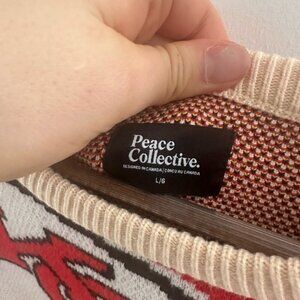 Peace
Collective.
DESIGNED IN CANADA | CONÇU AU CANADA
L/G